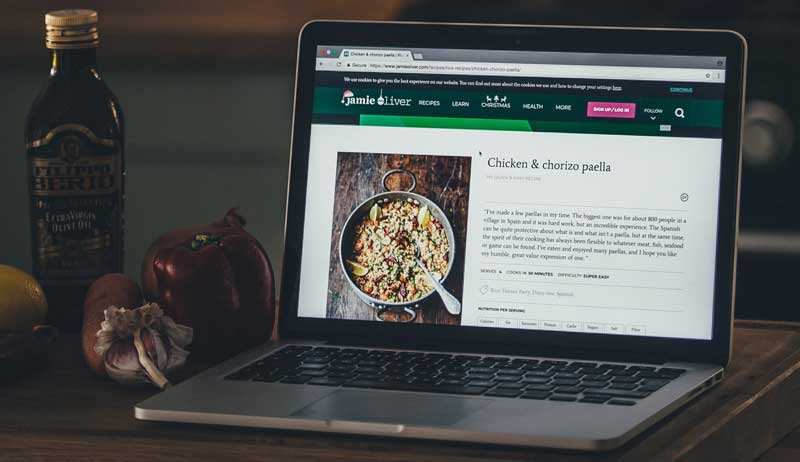 FILIPPO
BERIO
EXTRA VIRGIN
OLIVE OIL
Chicken & chorizo paella
Secure
https://www.jamieoliver.com/recipes/rice-recipes/chicken-chorizo-paella/
We use cookies to give you the best experience on our website. You can find out more about the cookies we use and how to change your settings here
CONTINUE
Jamie Oliver RECIPES LEARN CHRISTMAS HEALTH MORE SIGN UP / LOG IN FOLLOW
Chicken & chorizo paella
MY QUICK & EASY RECIPE
"I've made a few paellas in my time. The biggest one was for about 800 people in a
village in Spain and it was hard work, but an incredible experience. The Spanish
can be quite protective about what is and what isn't a paella, but at the same time,
the spirit of their cooking has always been flexible to whatever meat, fish, seafood
or game can be found. I've eaten and enjoyed many paellas, and I hope you like
my humble, great value expression of one. "
SERVES 4 COOKS IN 50 MINUTES DIFFICULTY SUPER EASY
NUTRITION PER SERVING
Calories Fat Saturates Protein Carbs Sugar Salt Fibre